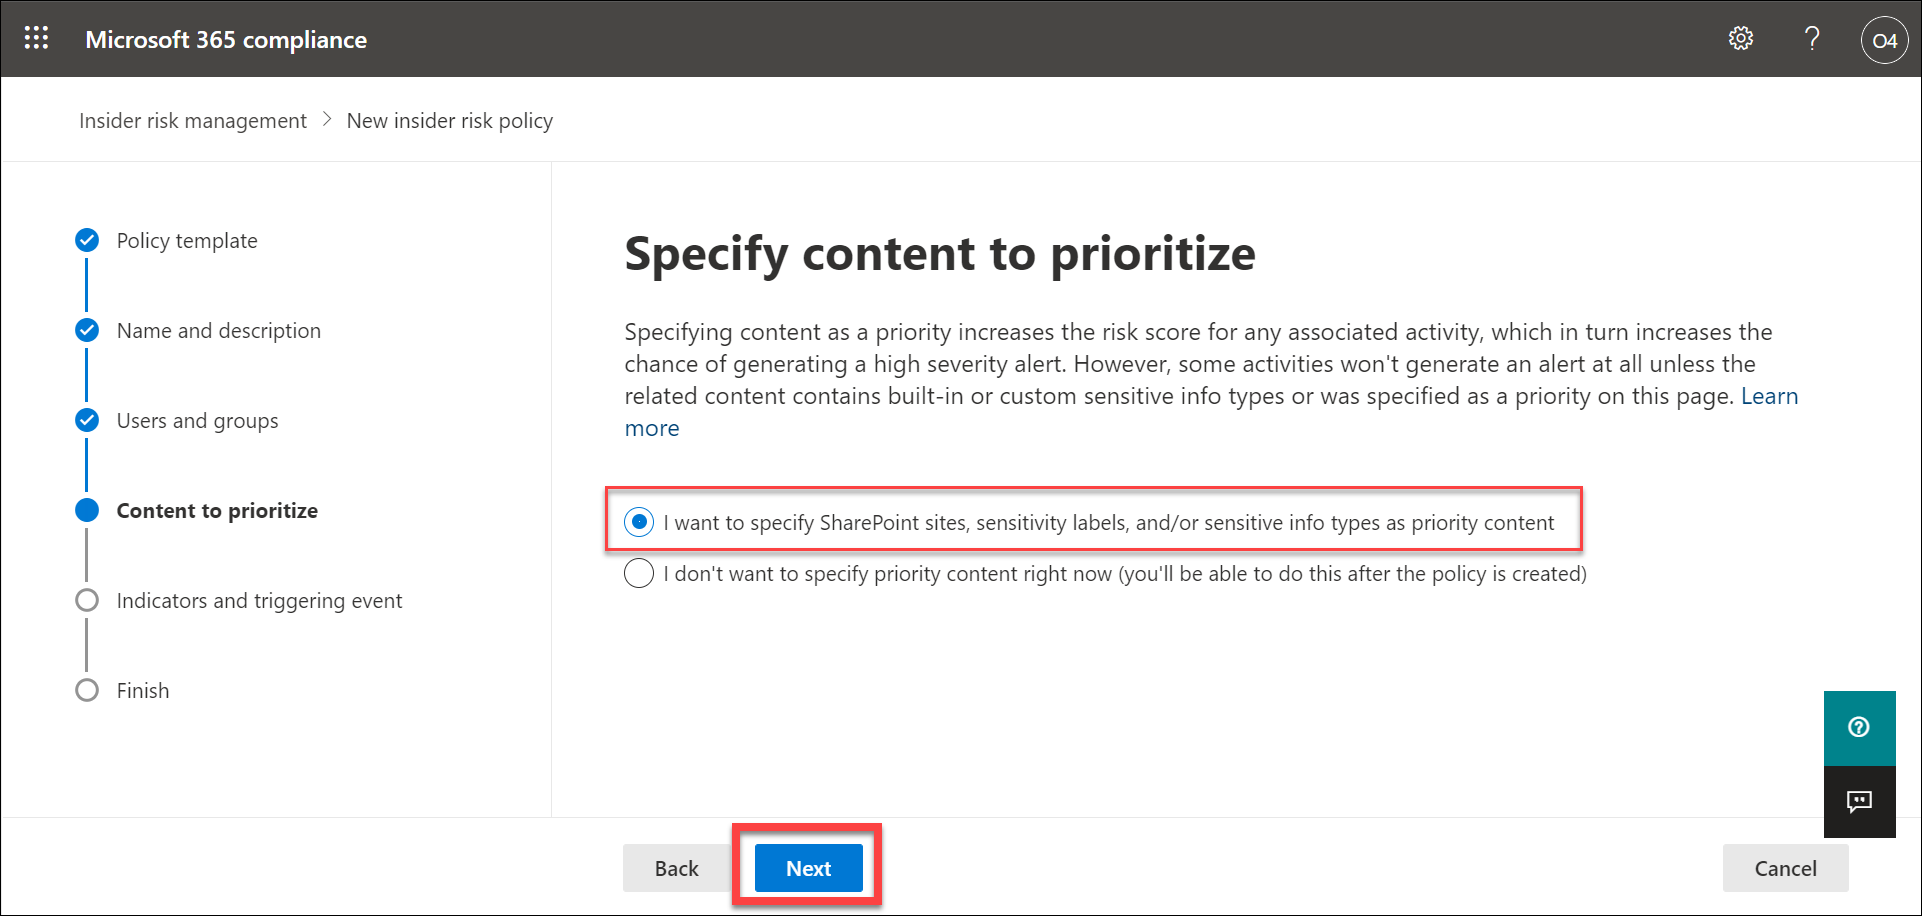 Microsoft 365 compliance
?
O4
Insider risk management > New insider risk policy
Policy template
Name and description
Users and groups
Content to prioritize
Indicators and triggering event
Finish
Specify content to prioritize
Specifying content as a priority increases the risk score for any associated activity, which in turn increases the
chance of generating a high severity alert. However, some activities won't generate an alert at all unless the
related content contains built-in or custom sensitive info types or was specified as a priority on this page. Learn
more
I want to specify SharePoint sites, sensitivity labels, and/or sensitive info types as priority content
I don't want to specify priority content right now (you'll be able to do this after the policy is created)
?
Back
Next
Cancel